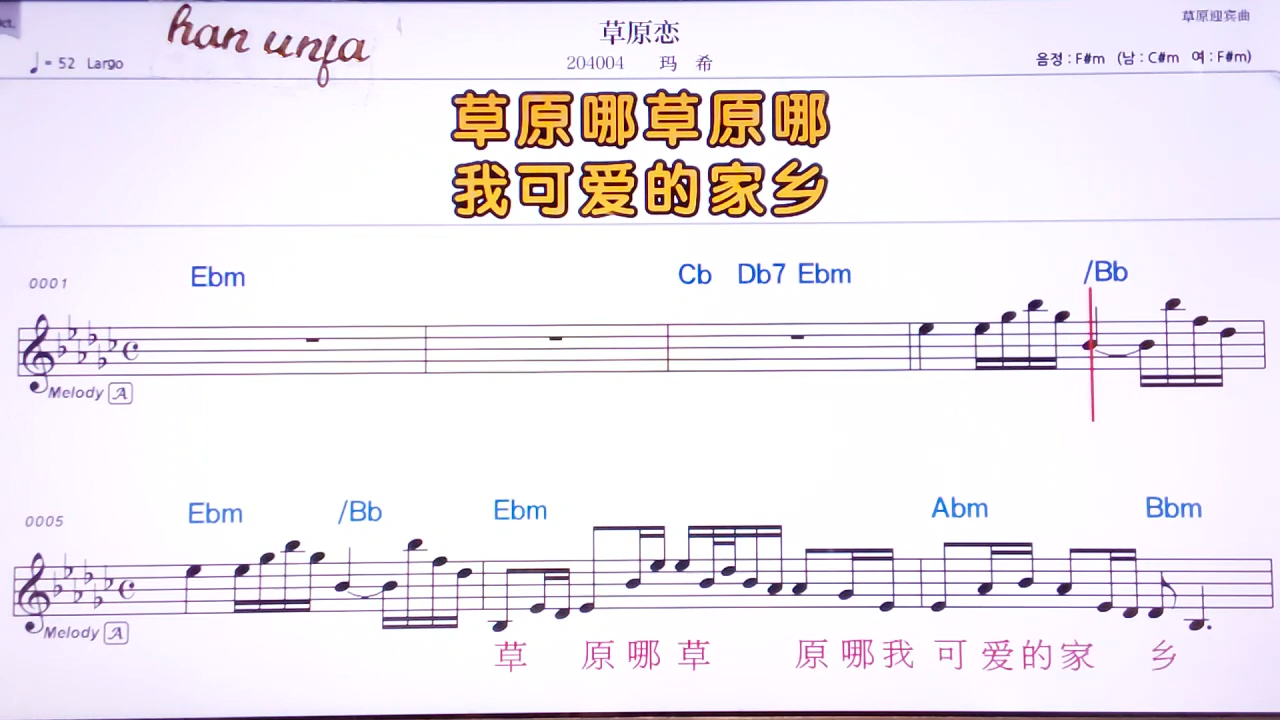 han unfa
草原恋
草原迎宾曲
♩= 52 Largo
204004 玛 希
음정 : F#m (남 : C#m 여 : F#m)
草原哪草原哪
我可爱的家乡
0001
Ebm Cb Db7 Ebm /Bb
Melody A
0005
Ebm /Bb Ebm Abm Bbm
Melody A
草 原 哪 草 原 哪 我 可 爱 的 家 乡